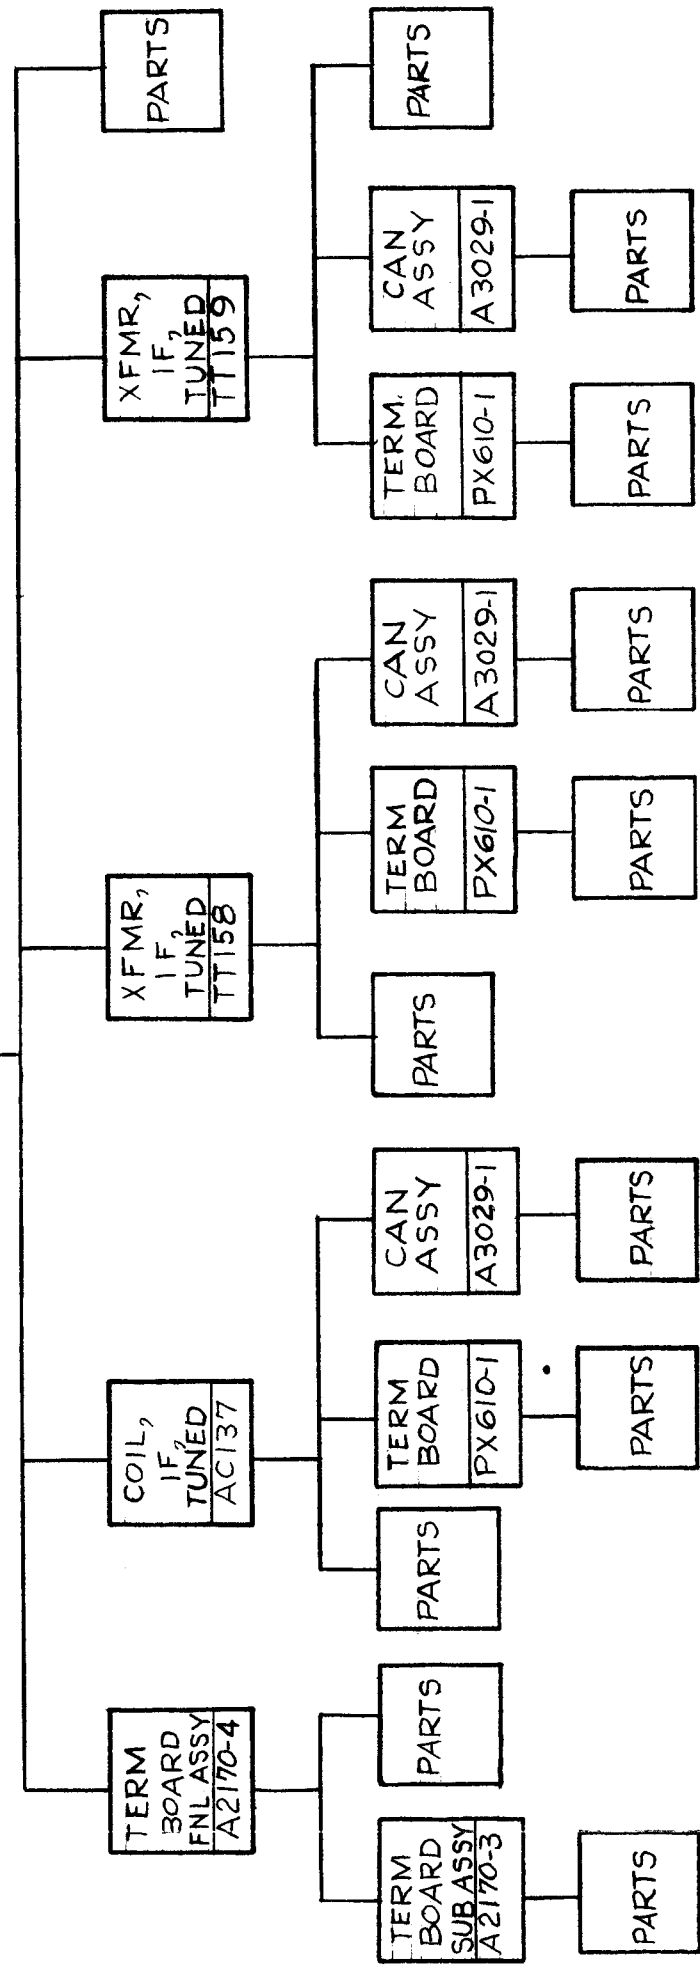 TERM
BOARD
FNL ASSY
A2170-4
COIL,
IF,
TUNED
AC137
XFMR,
IF,
TUNED
TT158
XFMR,
IF,
TUNED
TT159
PARTS
TERM
BOARD
SUBASSY
A2170-3
PARTS
PARTS
TERM
BOARD
PX610-1
CAN
ASSY
A3029-1
PARTS
TERM
BOARD
PX610-1
CAN
ASSY
A3029-1
TERM.
BOARD
PX610-1
CAN
ASSY
A3029-1
PARTS
PARTS
PARTS
PARTS
PARTS
PARTS
PARTS
PARTS